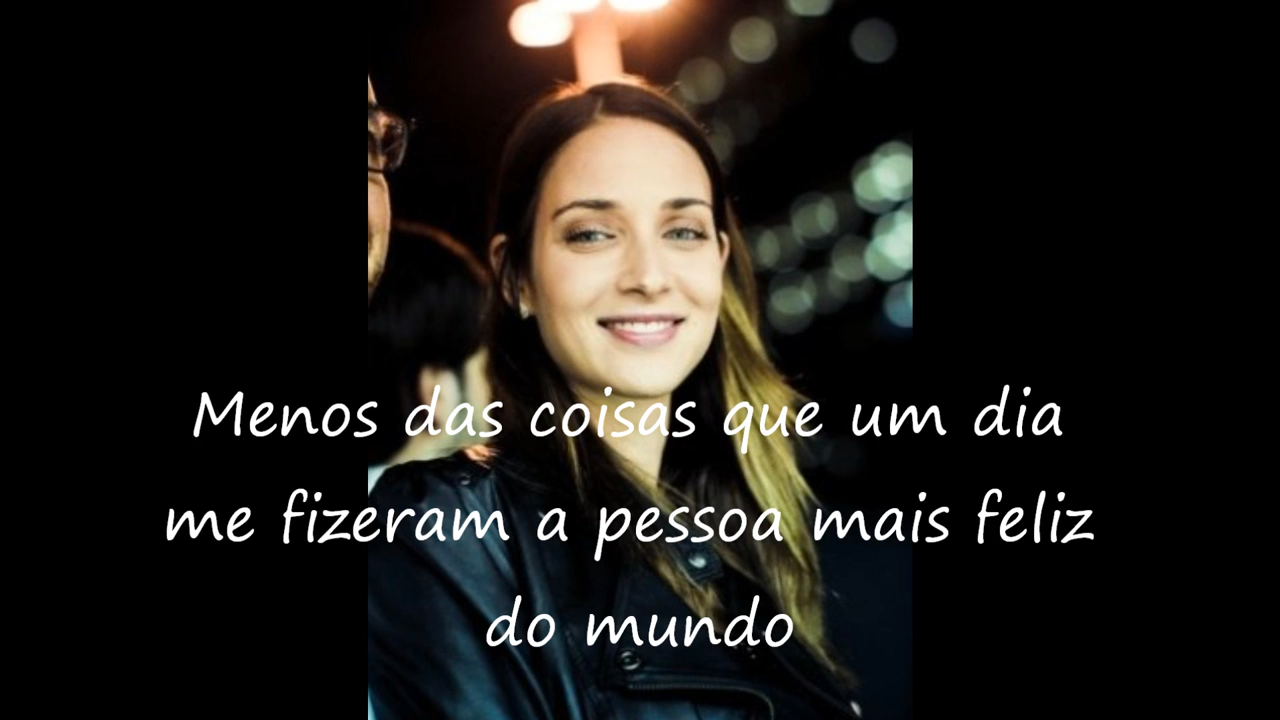 Menos das coisas que um dia
me fizeram a pessoa mais feliz
do mundo